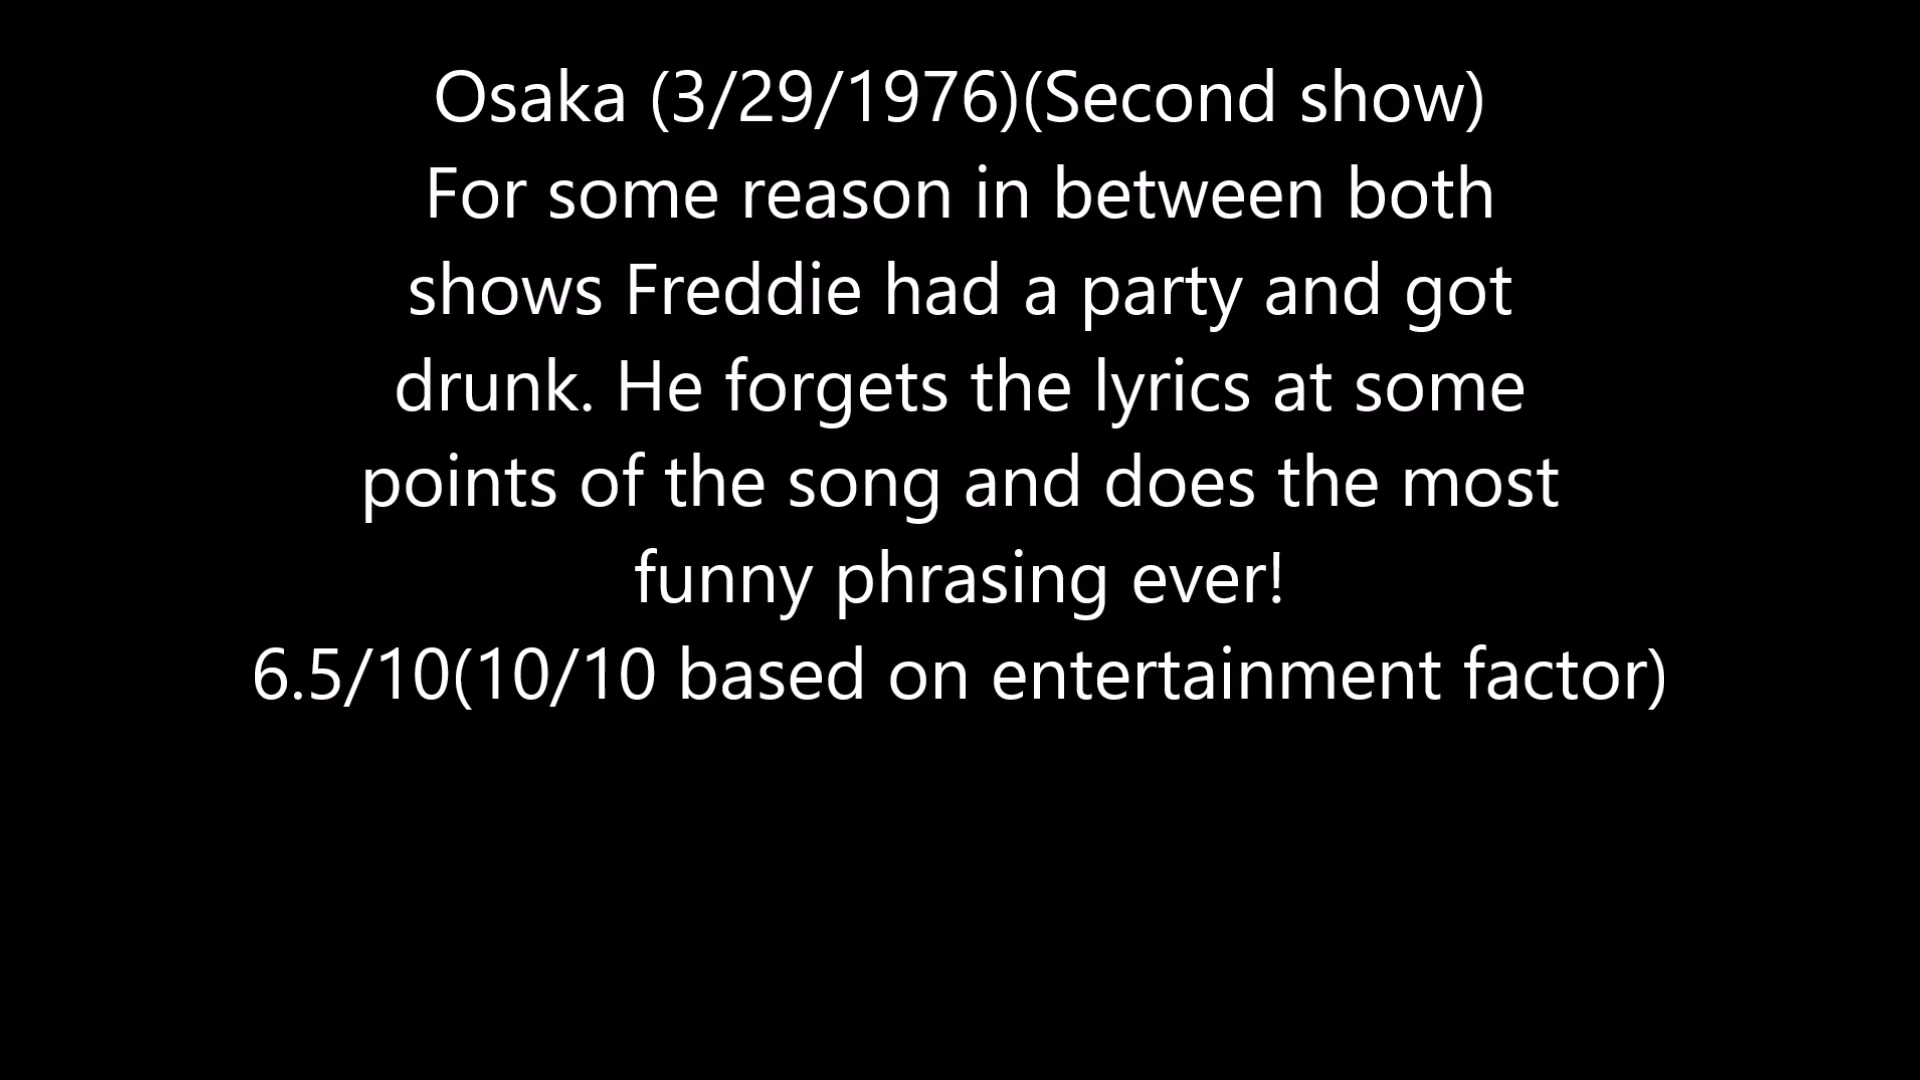 Osaka (3/29/1976)(Second show)
For some reason in between both
shows Freddie had a party and got
drunk. He forgets the lyrics at some
points of the song and does the most
funny phrasing ever!
6.5/10(10/10 based on entertainment factor)